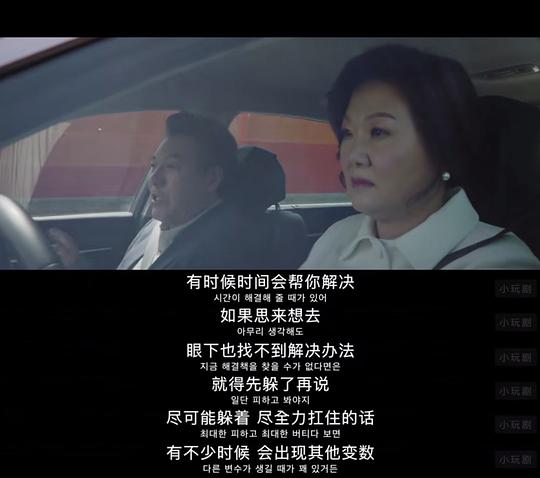 有时候时间会帮你解决
시간이 해결해 줄 때가 있어
小玩剧
如果思来想去
아무리 생각해도
小玩剧
眼下也找不到解决办法
지금 해결책을 찾을 수가 없다면은
小玩剧
就得先躲了再说
일단 피하고 봐야지
小玩剧
尽可能躲着 尽全力扛住的话
최대한 피하고 최대한 버티다 보면
小玩剧
有不少时候 会出现其他变数
다른 변수가 생길 때가 꽤 있거든
小玩剧